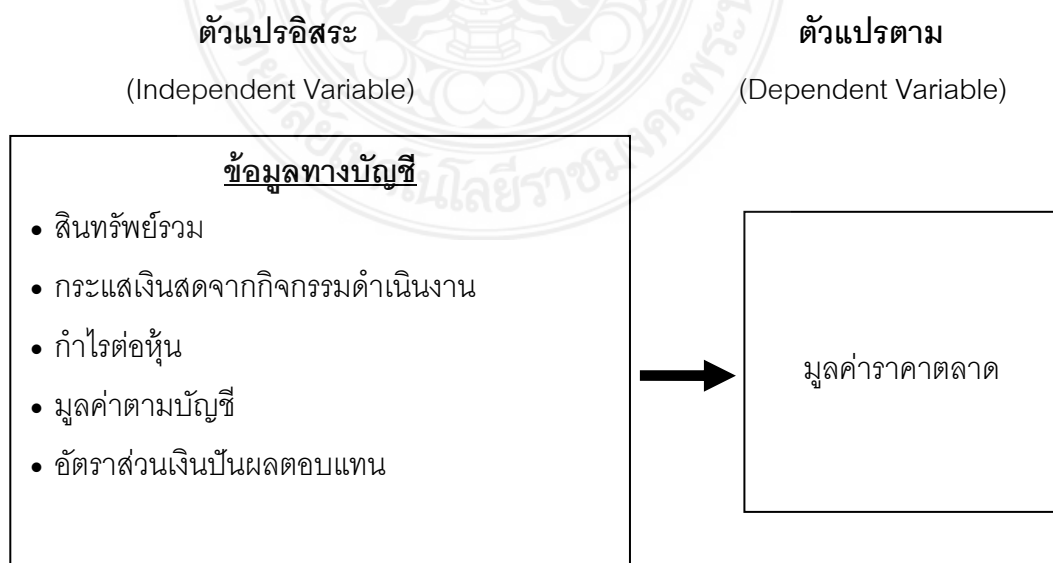 ตัวแปรอิสระ
(Independent Variable)
ตัวแปรตาม
(Dependent Variable)
ข้อมูลทางบัญชี
• สินทรัพย์รวม
• กระแสเงินสดจากกิจกรรมดำเนินงาน
• กำไรต่อหุ้น
• มูลค่าตามบัญชี
• อัตราส่วนเงินปันผลตอบแทน
มูลค่าราคาตลาด